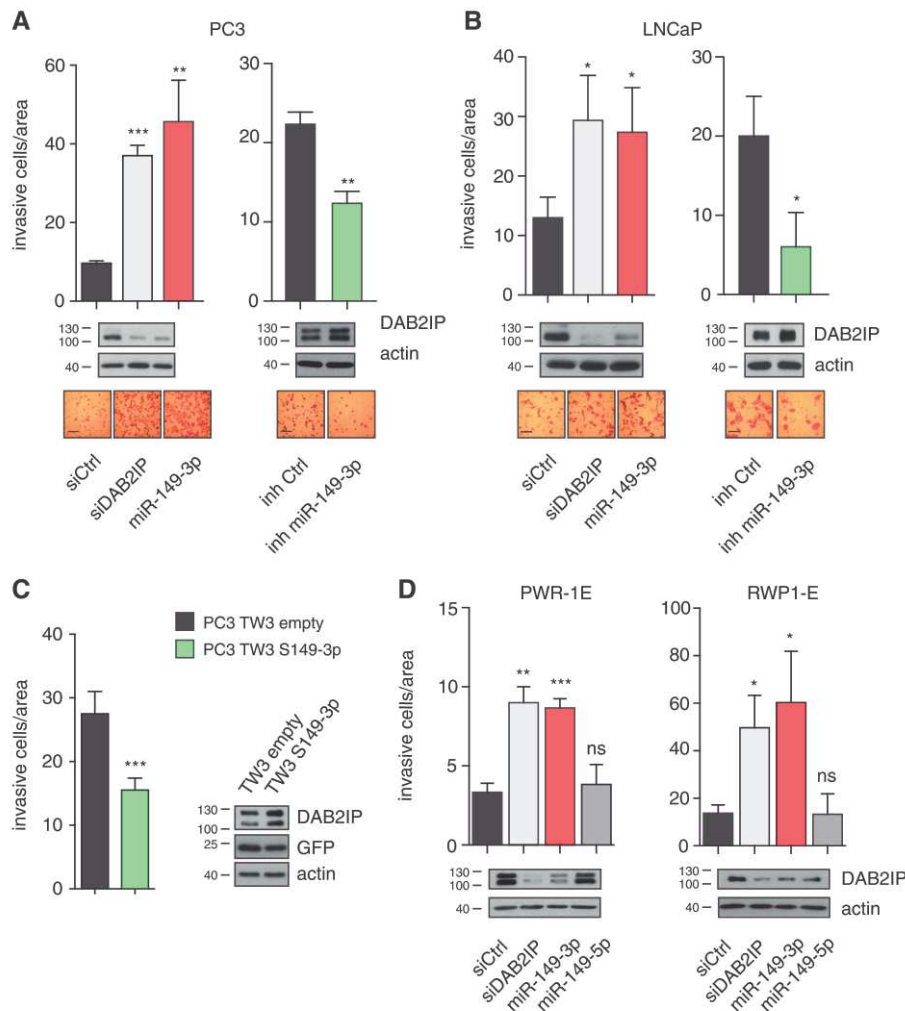 A
PC3
invasive cells/area
60
40
20
0
***
**
30
20
10
0
**
130
100
40
DAB2IP
actin
siCtrl
siDAB2IP
miR-149-3p
inh Ctrl
inh miR-149-3p
B
LNCaP
invasive cells/area
40
30
20
10
0
*
*
30
20
10
0
*
130
100
40
DAB2IP
actin
siCtrl
siDAB2IP
miR-149-3p
inh Ctrl
inh miR-149-3p
C
PC3 TW3 empty
PC3 TW3 S149-3p
invasive cells/area
40
30
20
10
0
***
TW3 empty
TW3 S149-3p
130
100
25
40
DAB2IP
GFP
actin
D
PWR-1E
invasive cells/area
15
10
5
0
**
***
ns
130
100
40
siCtrl
siDAB2IP
miR-149-3p
miR-149-5p
RWP1-E
100
80
60
40
20
0
*
*
ns
130
100
40
DAB2IP
actin
siCtrl
siDAB2IP
miR-149-3p
miR-149-5p